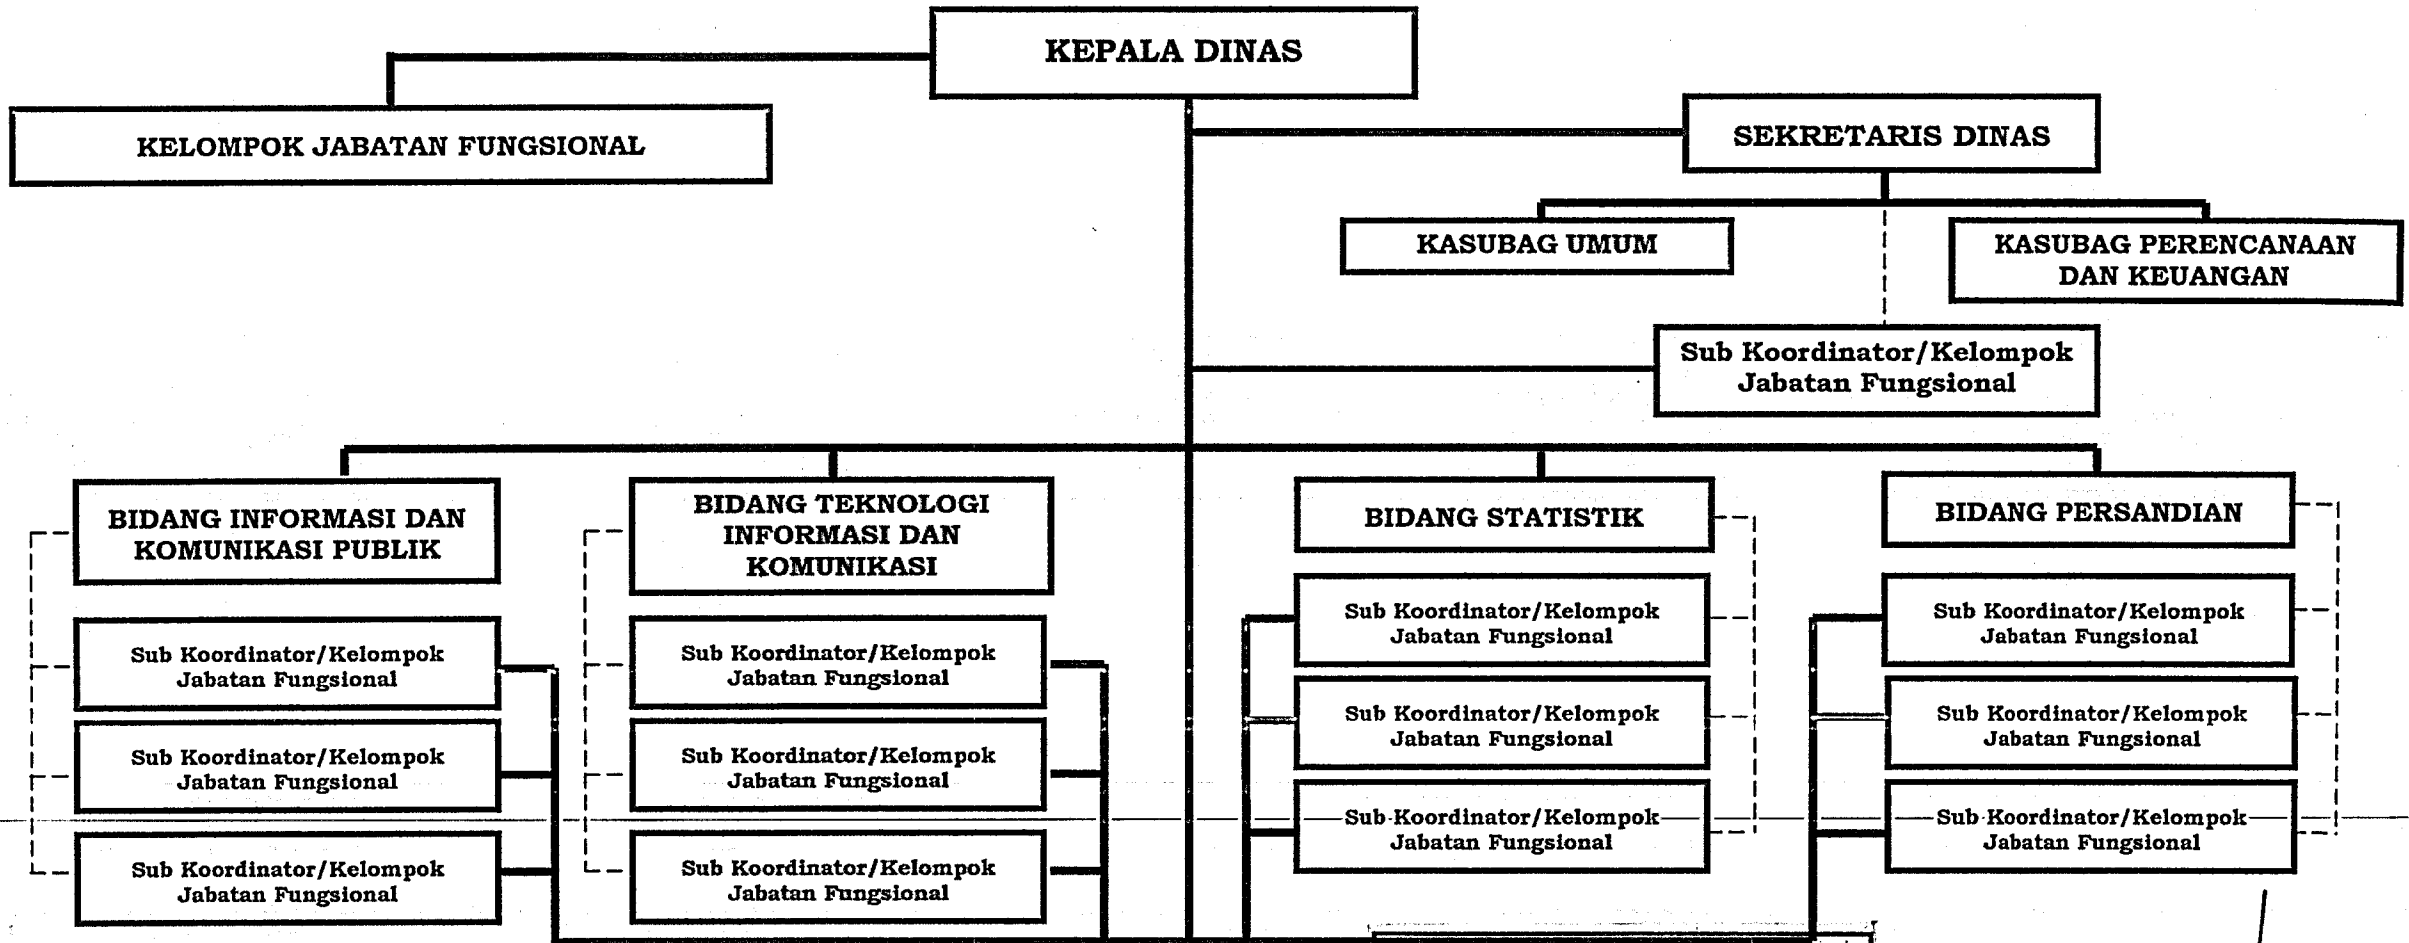 KEPALA DINAS
KELOMPOK JABATAN FUNGSIONAL
SEKRETARIS DINAS
KASUBAG UMUM
KASUBAG PERENCANAAN
DAN KEUANGAN
Sub Koordinator/Kelompok
Jabatan Fungsional
BIDANG INFORMASI DAN
KOMUNIKASI PUBLIK
BIDANG TEKNOLOGI
INFORMASI DAN
KOMUNIKASI
BIDANG STATISTIK
BIDANG PERSANDIAN
Sub Koordinator/Kelompok
Jabatan Fungsional
Sub Koordinator/Kelompok
Jabatan Fungsional
Sub Koordinator/Kelompok
Jabatan Fungsional
Sub Koordinator/Kelompok
Jabatan Fungsional
Sub Koordinator/Kelompok
Jabatan Fungsional
Sub Koordinator/Kelompok
Jabatan Fungsional
Sub Koordinator/Kelompok
Jabatan Fungsional
Sub Koordinator/Kelompok
Jabatan Fungsional
Sub Koordinator/Kelompok
Jabatan Fungsional
Sub Koordinator/Kelompok
Jabatan Fungsional
Sub Koordinator/Kelompok
Jabatan Fungsional
Sub Koordinator/Kelompok
Jabatan Fungsional